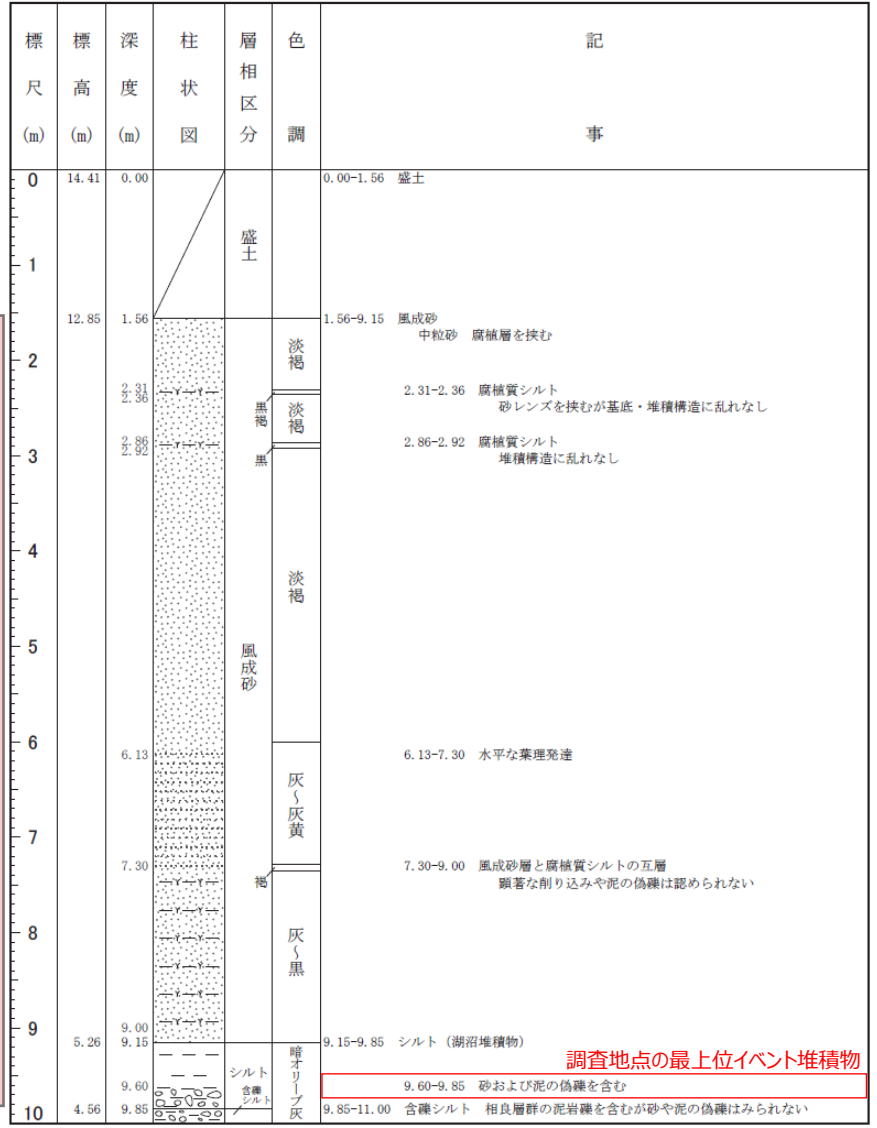 標尺(m) 標高(m) 深度(m) 柱状図 層相区分 色調 記事
0 14.41 0.00 0.00-1.56 盛土
盛土
1
12.85 1.56 1.56-9.15 風成砂
中粒砂 腐植層を挟む
淡褐
2
2.31 2.31-2.36 腐植質シルト
2.36 黒褐 淡褐 砂レンズを挟むが基底・堆積構造に乱れなし
2.86 2.86-2.92 腐植質シルト
2.92 黒 堆積構造に乱れなし
3
4
淡褐
5
風成砂
6
6.13 6.13-7.30 水平な葉理発達
灰～灰黄
7
7.30 7.30-9.00 風成砂層と腐植質シルトの互層
褐 顕著な削り込みや泥の偽礫は認められない
8
灰～黒
9 9.00
5.26 9.15 9.15-9.85 シルト（湖沼堆積物）
暗オリーブ灰
調査地点の最上位イベント堆積物
シルト
9.60 含礫シルト 9.60-9.85 砂および泥の偽礫を含む
10 4.56 9.85 9.85-11.00 含礫シルト 相良層群の泥岩礫を含むが砂や泥の偽礫はみられない